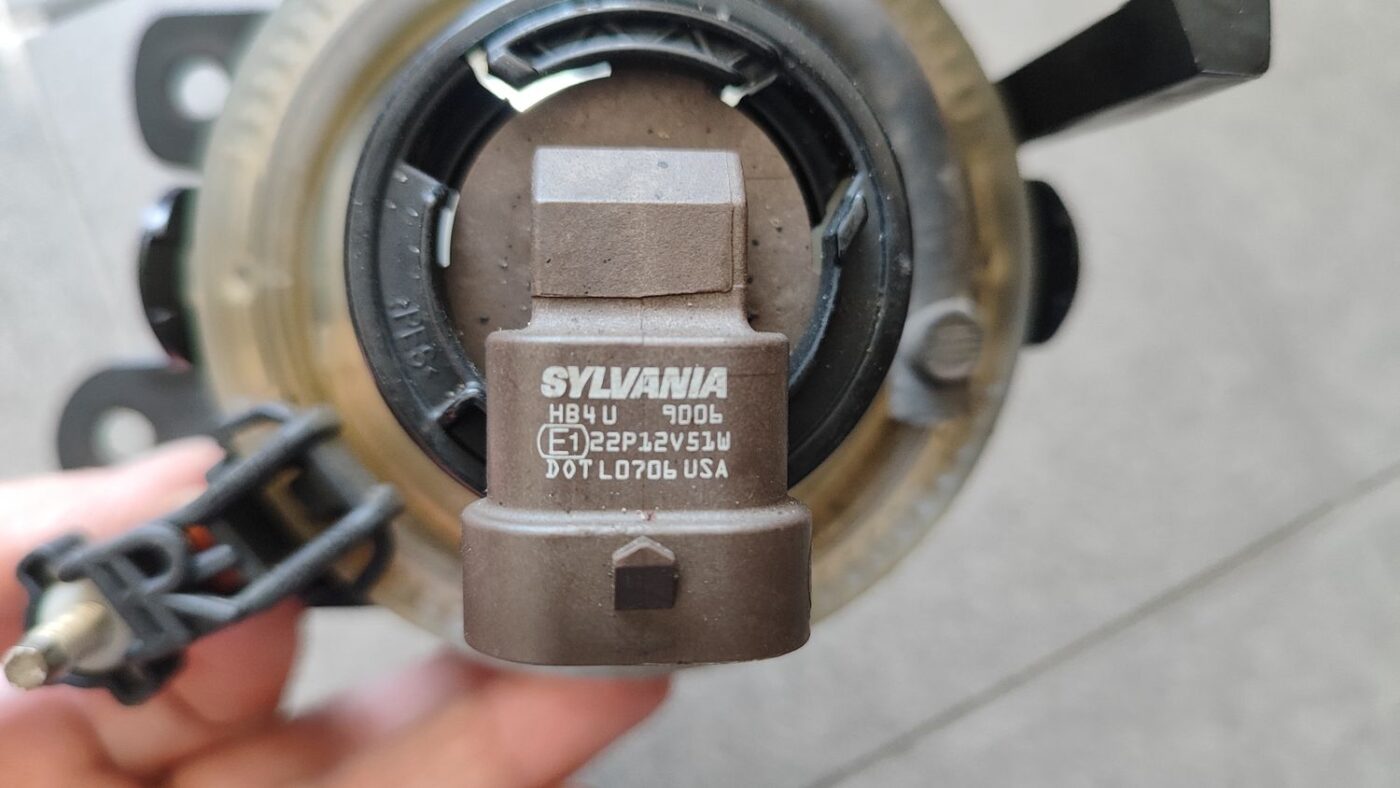 SYLVANIA
HB4U 9006
E1 22P12V51W
DOT L0706 USA